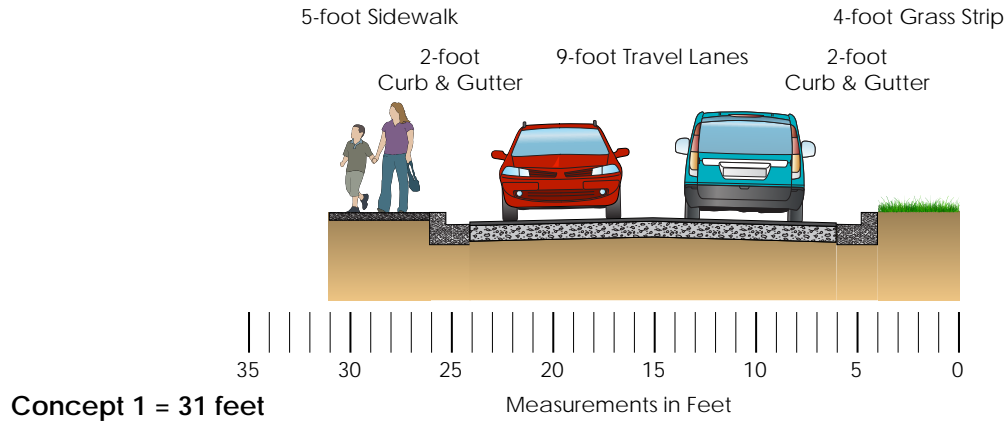 5-foot Sidewalk
4-foot Grass Strip
2-foot
Curb & Gutter
9-foot Travel Lanes
2-foot
Curb & Gutter
35
30
25
20
15
10
5
0
Concept 1 = 31 feet
Measurements in Feet